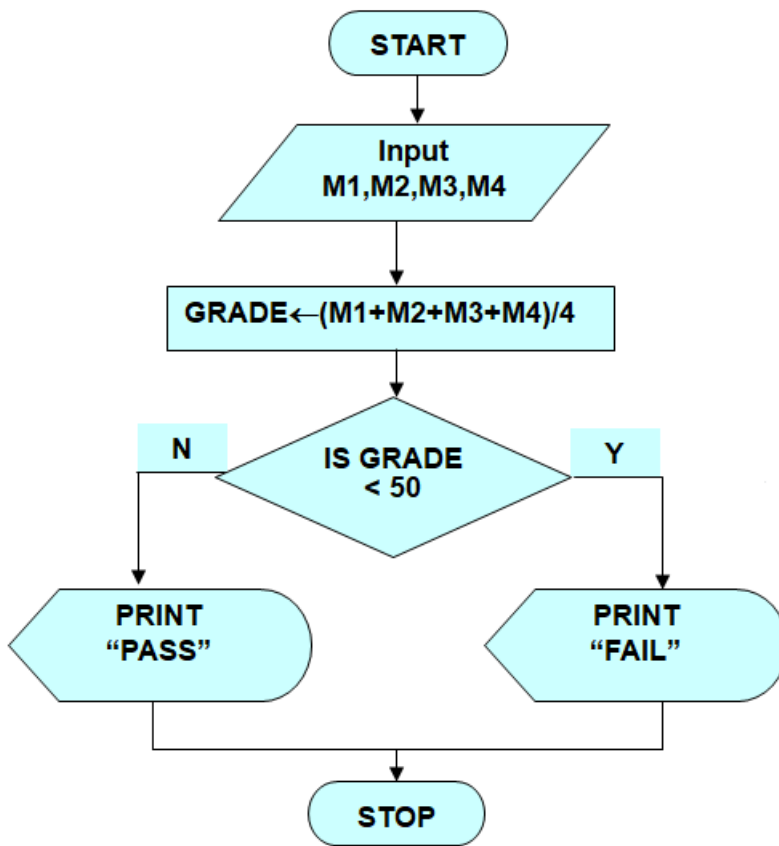 START
Input
M1,M2,M3,M4
GRADE←(M1+M2+M3+M4)/4
N
IS GRADE
< 50
Y
PRINT
“PASS”
PRINT
“FAIL”
STOP